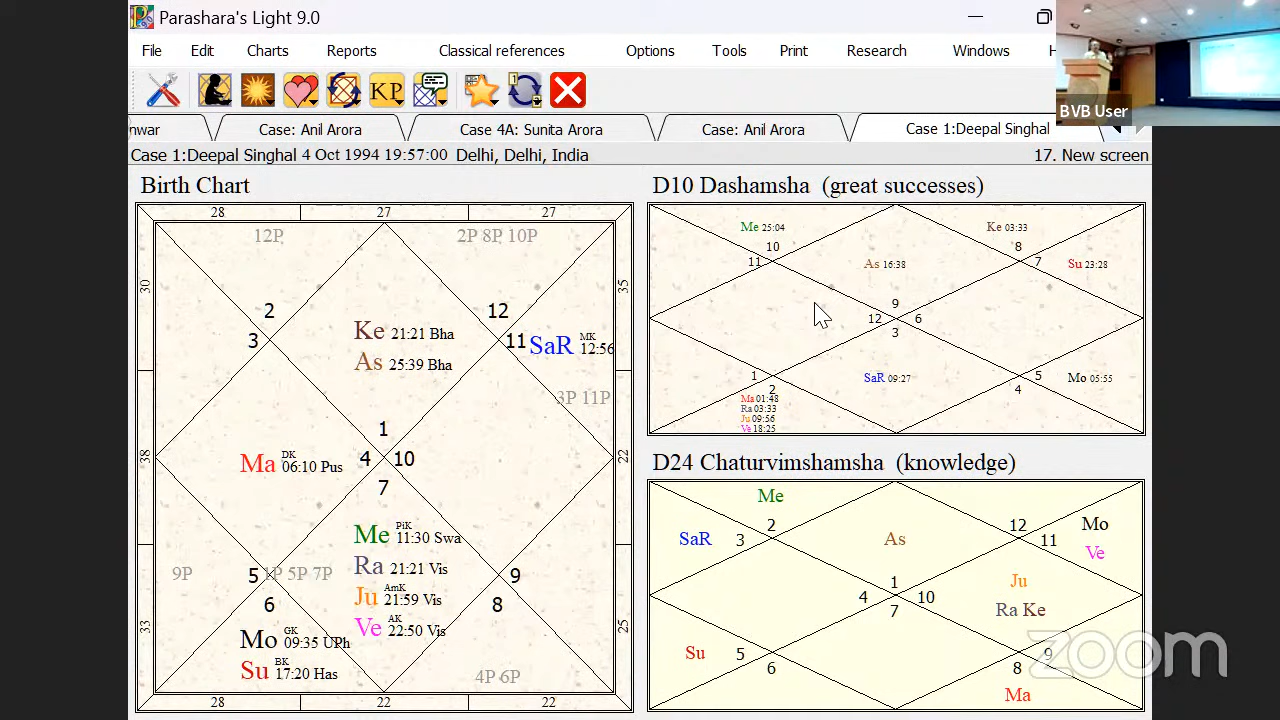 Parashara's Light 9.0
File Edit Charts Reports Classical references Options Tools Print Research Windows H
BVB User
KP
nwar Case: Anil Arora Case 4A: Sunita Arora Case: Anil Arora Case 1:Deepal Singhal
Case 1:Deepal Singhal 4 Oct 1994 19:57:00 Delhi, Delhi, India 17. New screen
Birth Chart
28 27 27
12P 2P 8P 10P
30 35
2 12
3 11
Ke 21:21 Bha
As 25:39 Bha
SaR MK 12:56
3P 11P
1
38 22
Ma DK 06:10 Pus
4 10
7
Me PiK 11:30 Swa
Ra 21:21 Vis
Ju AmK 21:59 Vis
Ve AK 22:50 Vis
9P 5 1P 5P 7P 9
6 8
33 25
Mo GK 09:35 UPh
Su BK 17:20 Has
4P 6P
28 22 22
D10 Dashamsha (great successes)
Me 25:04 Ke 03:33
10 8
11 7
As 16:38 Su 23:28
9
12 6
3
1 5
2 4
SaR 09:27 Mo 05:55
Ma 01:48
Ra 03:33
Ju 09:56
Ve 18:25
D24 Chaturvimshamsha (knowledge)
Me
2 12 Mo
SaR 3 As 11 Ve
1 Ju
4 10
7 Ra Ke
Su 5 9
6 8
Ma
zoom